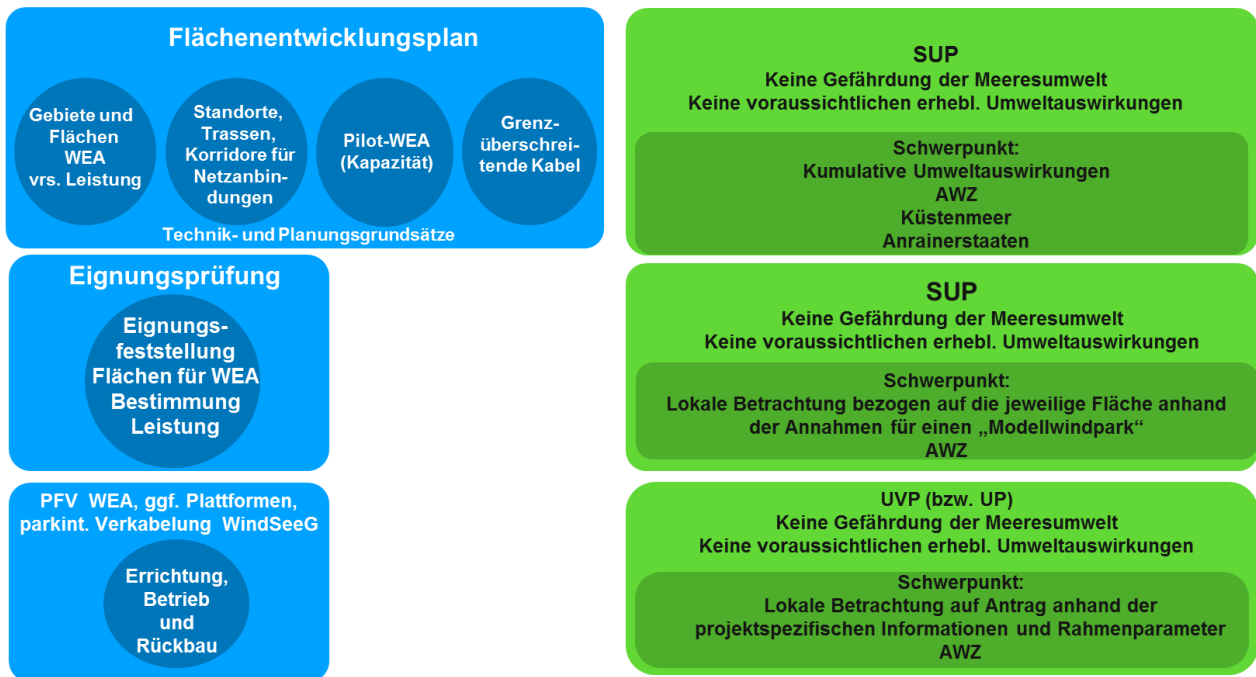 Flächenentwicklungsplan
Gebiete und
Flächen
WEA
vrs. Leistung
Standorte,
Trassen,
Korridore für
Netzanbin-
dungen
Pilot-WEA
(Kapazität)
Grenz-
überschrei-
tende Kabel
Technik- und Planungsgrundsätze
SUP
Keine Gefährdung der Meeresumwelt
Keine voraussichtlichen erhebl. Umweltauswirkungen
Schwerpunkt:
Kumulative Umweltauswirkungen
AWZ
Küstenmeer
Anrainerstaaten
Eignungsprüfung
Eignungs-
feststellung
Flächen für WEA
Bestimmung
Leistung
SUP
Keine Gefährdung der Meeresumwelt
Keine voraussichtlichen erhebl. Umweltauswirkungen
Schwerpunkt:
Lokale Betrachtung bezogen auf die jeweilige Fläche anhand
der Annahmen für einen „Modellwindpark“
AWZ
PFV WEA, ggf. Plattformen,
parkint. Verkabelung WindSeeG
Errichtung,
Betrieb
und
Rückbau
UVP (bzw. UP)
Keine Gefährdung der Meeresumwelt
Keine voraussichtlichen erhebl. Umweltauswirkungen
Schwerpunkt:
Lokale Betrachtung auf Antrag anhand der
projektspezifischen Informationen und Rahmenparameter
AWZ